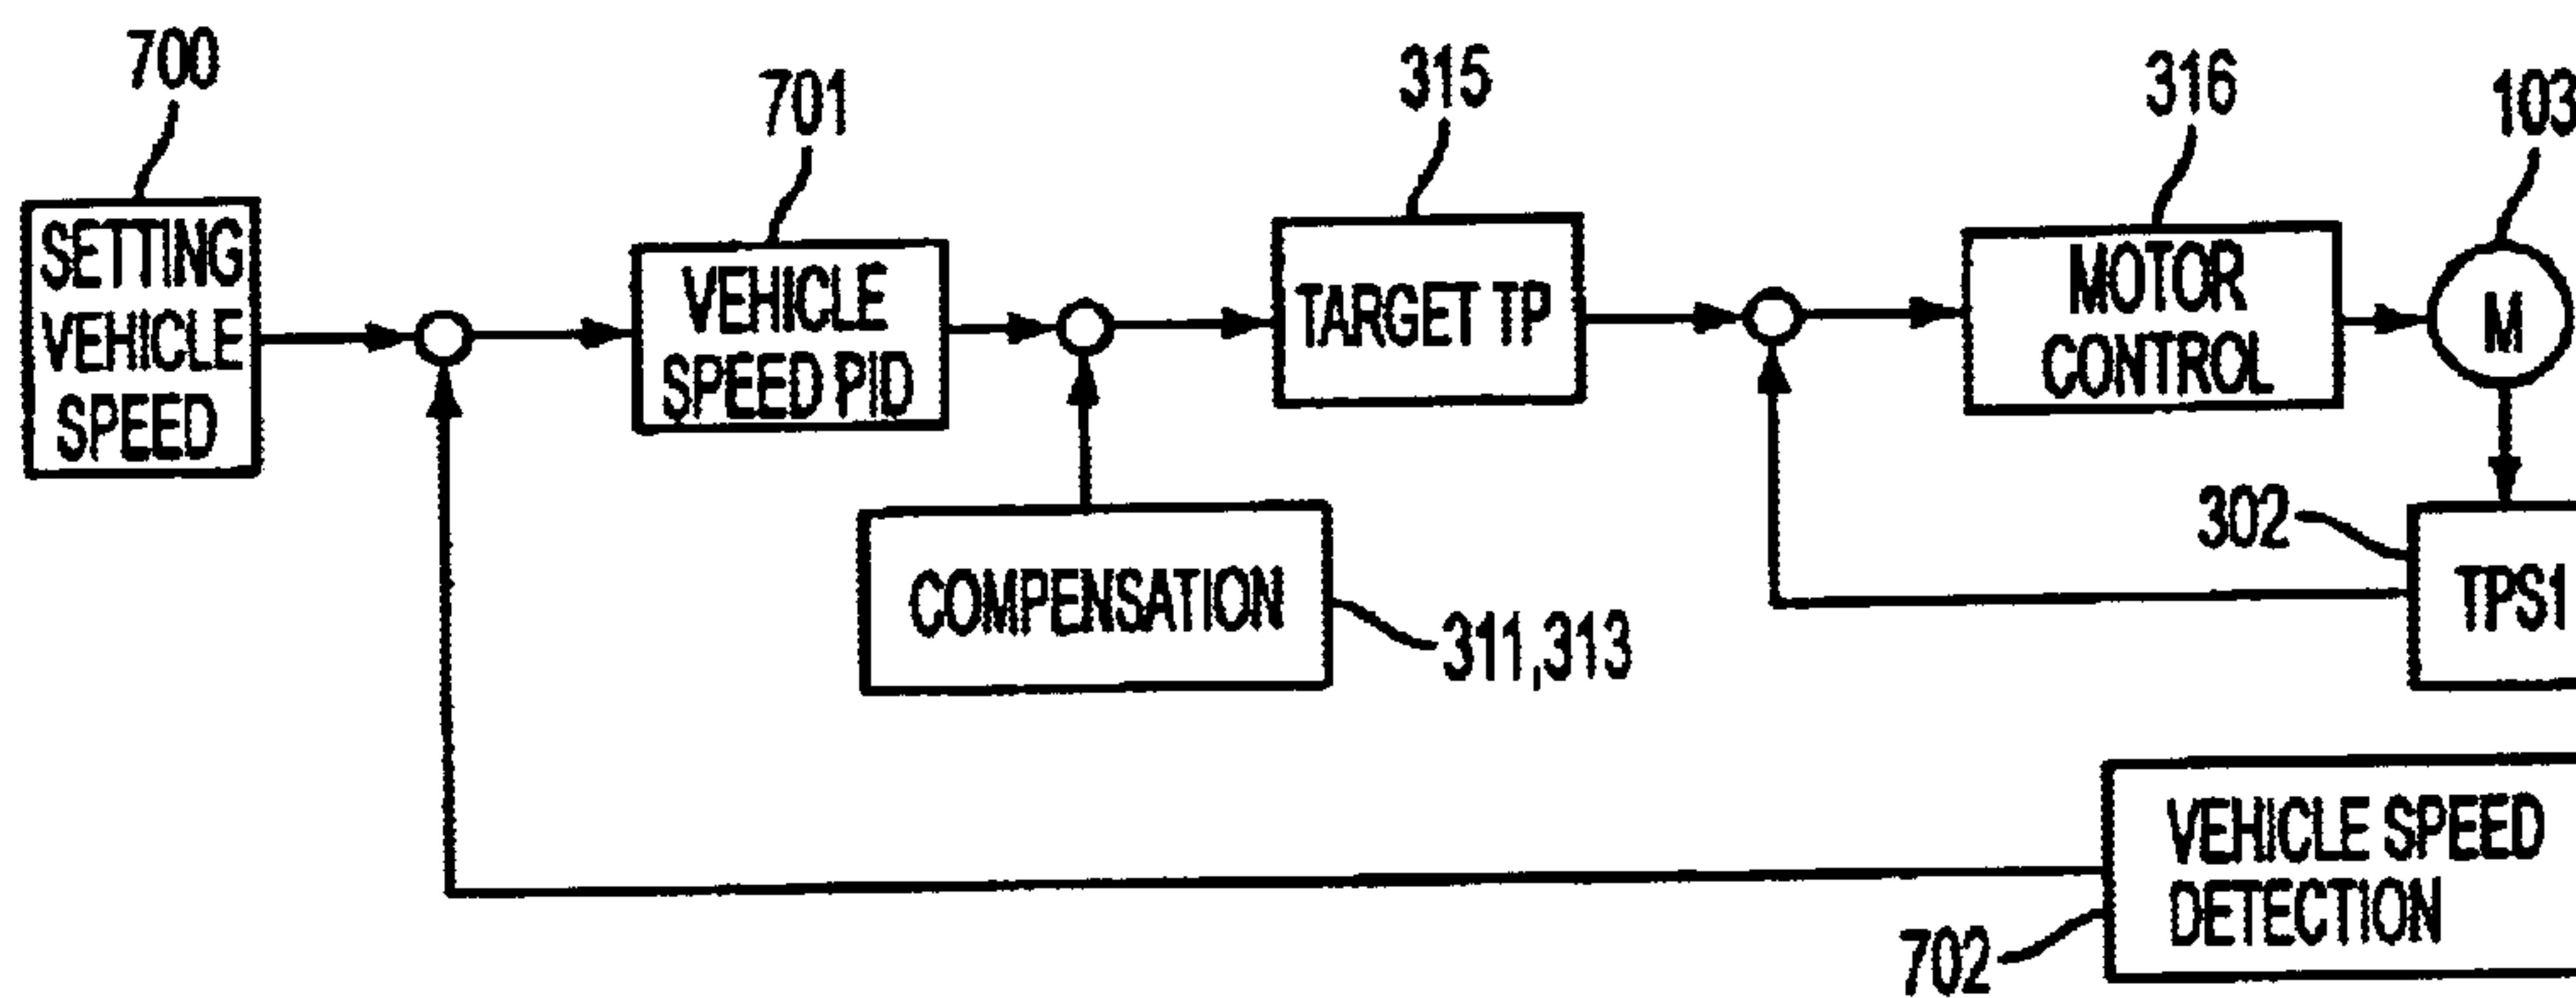 700
701
315
316
103
SETTING
VEHICLE
SPEED
VEHICLE
SPEED PID
TARGET TP
MOTOR
CONTROL
M
COMPENSATION
311,313
302
TPS1
VEHICLE SPEED
DETECTION
702